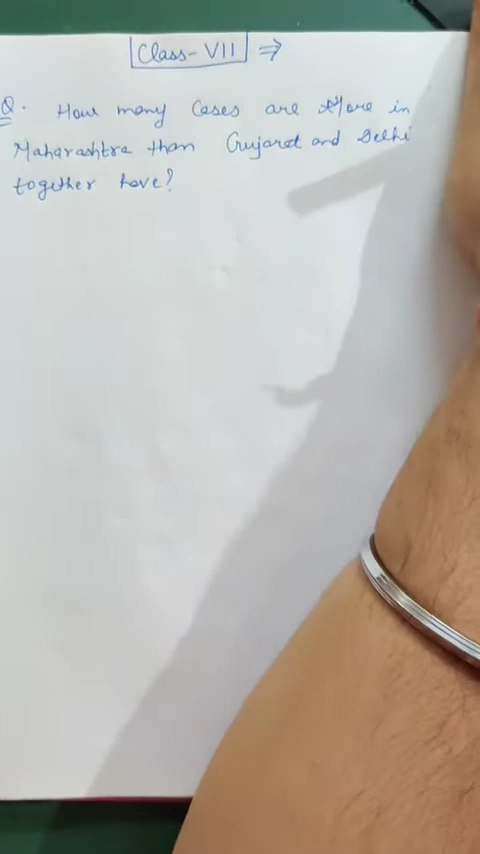 Class-VII ⇒
Q. How many Cases are More in
Maharashtra than Gujarat and Delhi
together have?